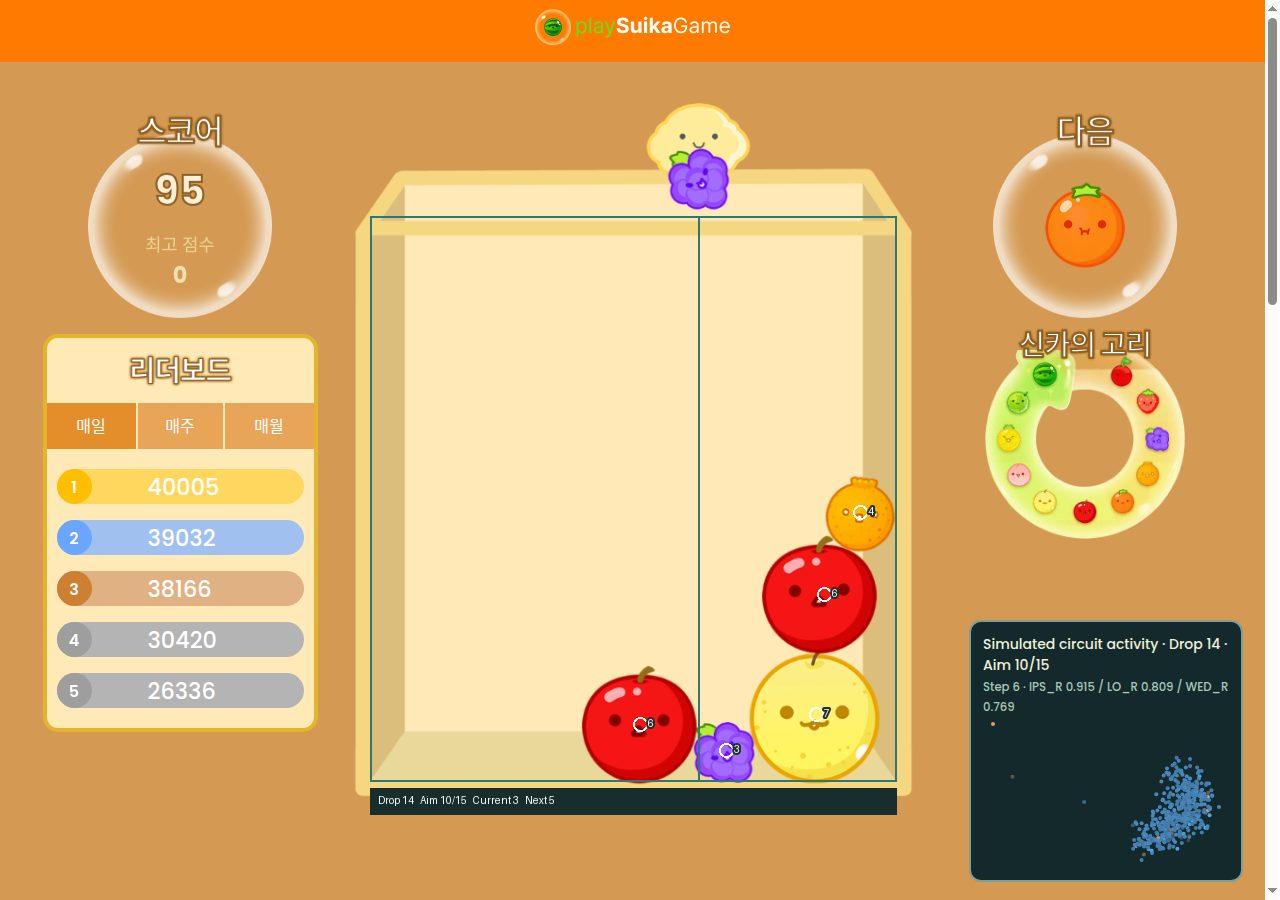 playSuikaGame
스코어
95
최고 점수
0
다음
리더보드
매일 매주 매월
1 40005
2 39032
3 38166
4 30420
5 26336
신카의 고리
4
6
7
6
3
Drop 14 Aim 10/15 Current 3 Next 5
Simulated circuit activity · Drop 14 ·
Aim 10/15
Step 6 · IPS_R 0.915 / LO_R 0.809 / WED_R
0.769